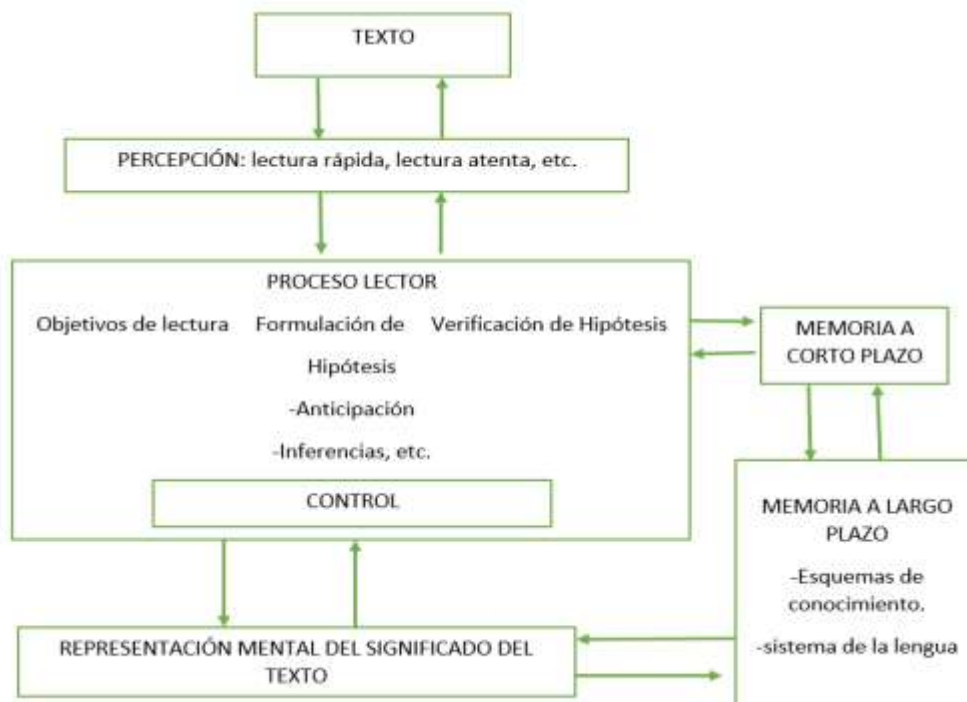 TEXTO
PERCEPCIÓN: lectura rápida, lectura atenta, etc.
PROCESO LECTOR
Objetivos de lectura
Formulación de
Hipótesis
-Anticipación
-Inferencias, etc.
Verificación de Hipótesis
CONTROL
MEMORIA A
CORTO PLAZO
MEMORIA A LARGO
PLAZO
-Esquemas de
conocimiento.
-sistema de la lengua
REPRESENTACIÓN MENTAL DEL SIGNIFICADO DEL
TEXTO